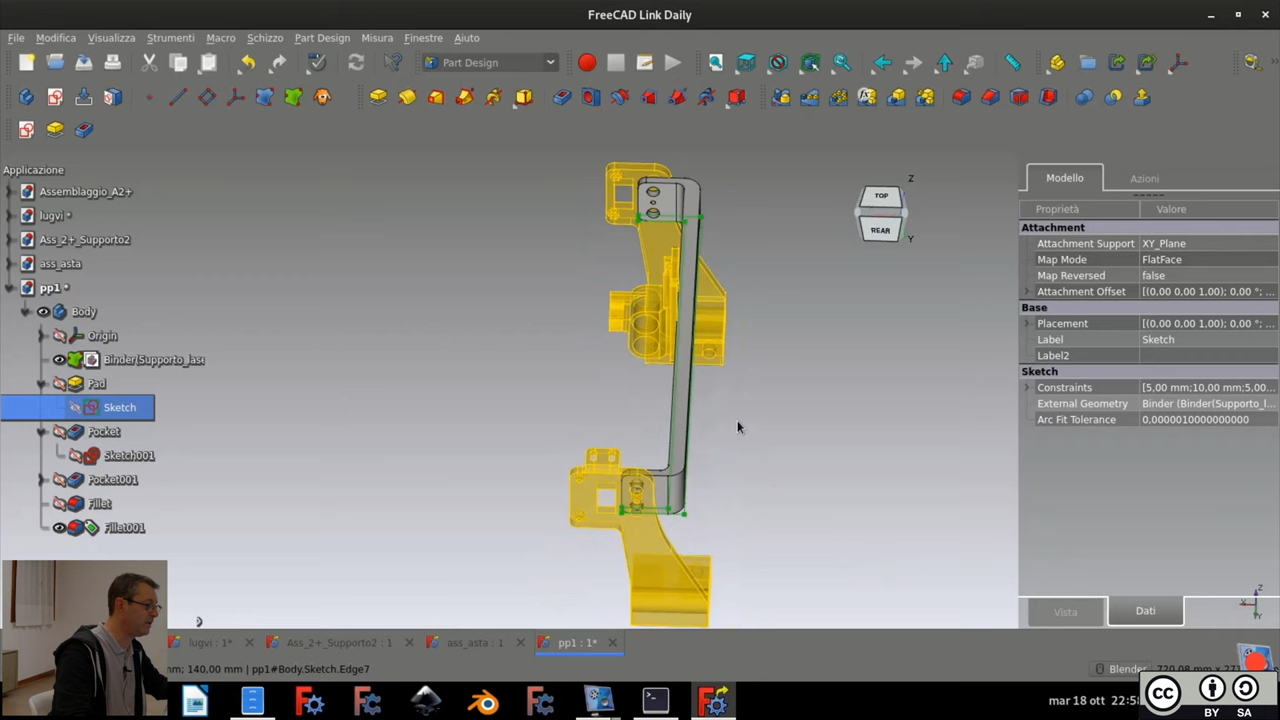 FreeCAD Link Daily
File Modifica Visualizza Strumenti Macro Schizzo Part Design Misura Finestre Aiuto
Part Design
Applicazione
Assemblaggio_A2+
lugvi *
Ass_2+_Supporto2
ass_asta
pp1 *
Body
Origin
Binder(Supporto_lase
Pad
Sketch
Pocket
Sketch001
Pocket001
Fillet
Fillet001
TOP
REAR
Z
Y
Modello Azioni
Proprietà Valore
Attachment
Attachment Support XY_Plane
Map Mode FlatFace
Map Reversed false
Attachment Offset [(0,00 0,00 1,00); 0,00 °; ...
Base
Placement [(0,00 0,00 1,00); 0,00 °; ...
Label Sketch
Label2
Sketch
Constraints [5,00 mm;10,00 mm;5,00...
External Geometry Binder (Binder(Supporto_l...
Arc Fit Tolerance 0,0000010000000000
Vista Dati
lugvi : 1* Ass_2+_Supporto2 : 1 ass_asta : 1 pp1 : 1*
mm; 140,00 mm | pp1#Body.Sketch.Edge7
Blender
mar 18 ott 22:58
CC BY SA